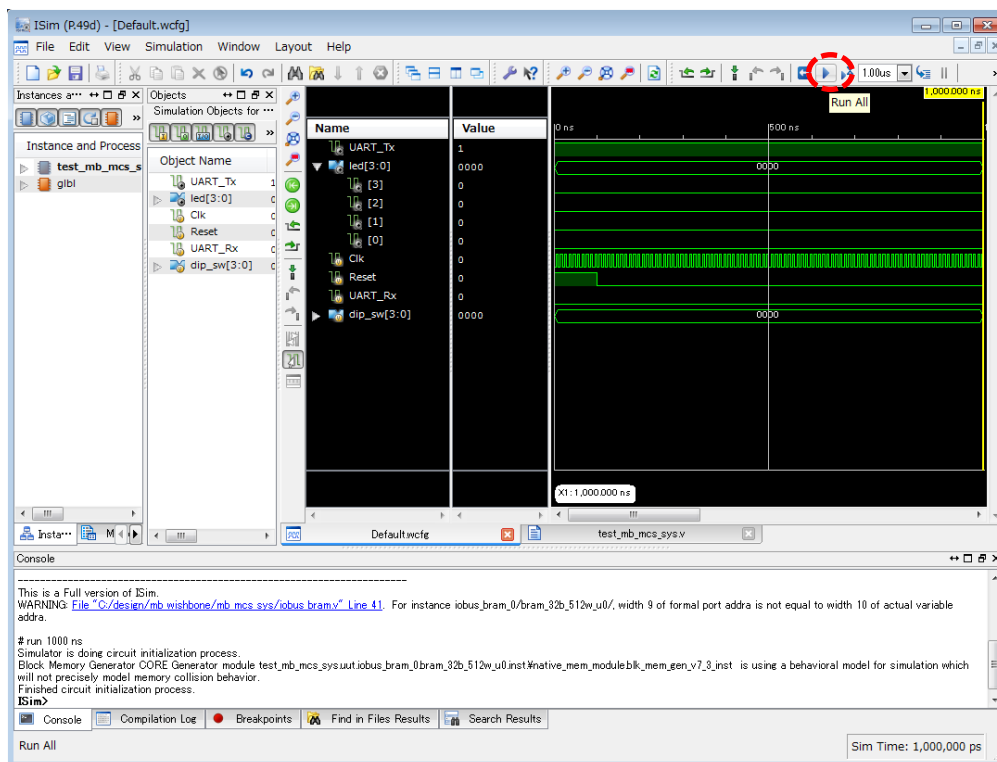 ISim (P.49d) - [Default.wcfg]
File Edit View Simulation Window Layout Help
1.00us
Run All
Instances a···
Objects
Simulation Objects for ···
Instance and Process
test_mb_mcs_s
glbl
Object Name
UART_Tx 1
led[3:0]
Clk
Reset
UART_Rx
dip_sw[3:0]
Name Value
UART_Tx 1
led[3:0] 0000
[3] 0
[2] 0
[1] 0
[0] 0
Clk 0
Reset 0
UART_Rx 0
dip_sw[3:0] 0000
1,000.000 ns
0 ns 500 ns
0000
0000
X1: 1,000.000 ns
Insta··· M
Default.wcfg
test_mb_mcs_sys.v
Console
This is a Full version of ISim.
WARNING: File "C:/design/mb_wishbone/mb_mcs_sys/iobus_bram.v" Line 41. For instance iobus_bram_0/bram_32b_512w_u0/, width 9 of formal port addra is not equal to width 10 of actual variable
addra.
# run 1000 ns
Simulator is doing circuit initialization process.
Block Memory Generator CORE Generator module test_mb_mcs_sys.uut.iobus_bram_0.bram_32b_512w_u0.inst.¥native_mem_module.blk_mem_gen_v7_3_inst is using a behavioral model for simulation which
will not precisely model memory collision behavior.
Finished circuit initialization process.
ISim>
Console Compilation Log Breakpoints Find in Files Results Search Results
Run All
Sim Time: 1,000,000 ps